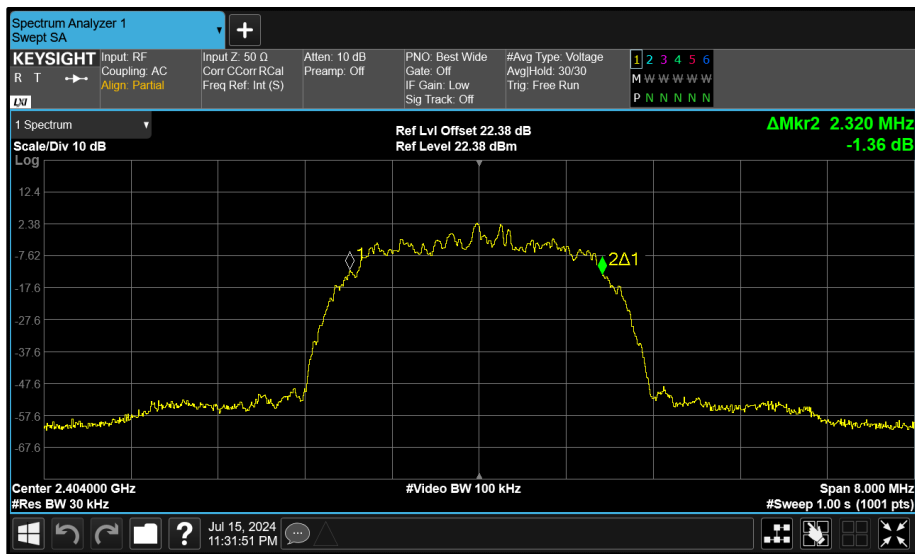 Spectrum Analyzer 1
Swept SA
+
KEYSIGHT
R T
LXI
Input: RF
Coupling: AC
Align: Partial
Input Z: 50 Ω
Corr CCorr RCal
Freq Ref: Int (S)
Atten: 10 dB
Preamp: Off
PNO: Best Wide
Gate: Off
IF Gain: Low
Sig Track: Off
#Avg Type: Voltage
Avg|Hold: 30/30
Trig: Free Run
1 2 3 4 5 6
M W W W W W
P N N N N N
1 Spectrum
Scale/Div 10 dB
Ref Lvl Offset 22.38 dB
Ref Level 22.38 dBm
ΔMkr2 2.320 MHz
-1.36 dB
Log
12.4
2.38
-7.62
-17.6
-27.6
-37.6
-47.6
-57.6
-67.6
1
2Δ1
Center 2.404000 GHz
#Video BW 100 kHz
Span 8.000 MHz
#Res BW 30 kHz
#Sweep 1.00 s (1001 pts)
?
Jul 15, 2024
11:31:51 PM